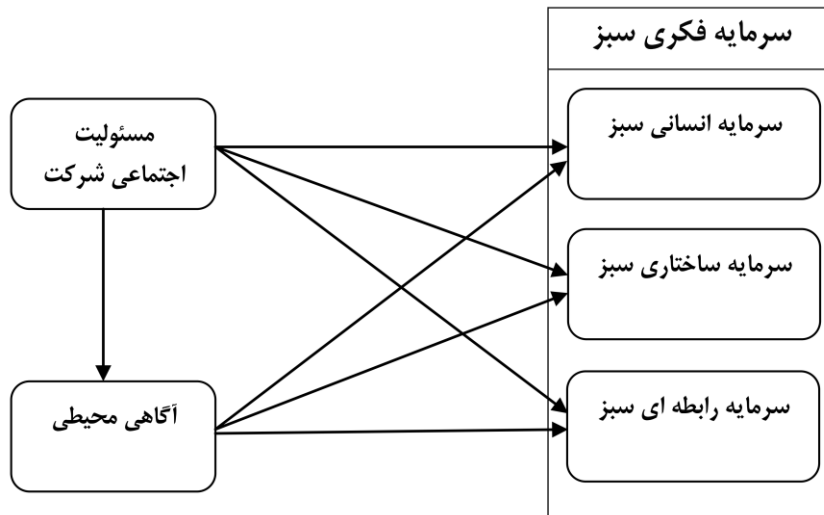 سرمایه فکری سبز
سرمایه انسانی سبز
مسئولیت
اجتماعی شرکت
سرمایه ساختاری سبز
سرمایه رابطه ای سبز
آگاهی محیطی